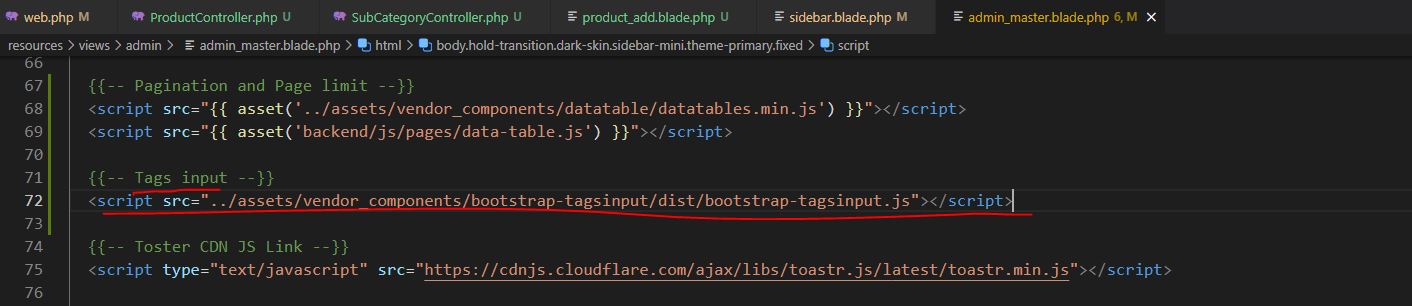 web.php M ProductController.php U SubCategoryController.php U product_add.blade.php U sidebar.blade.php M admin_master.blade.php 6, M
resources > views > admin > admin_master.blade.php > html > body.hold-transition.dark-skin.sidebar-mini.theme-primary.fixed > script
66
67 {{-- Pagination and Page limit --}}
68 <script src="{{ asset('../assets/vendor_components/datatable/datatables.min.js') }}"></script>
69 <script src="{{ asset('backend/js/pages/data-table.js') }}"></script>
70
71 {{-- Tags input --}}
72 <script src="../assets/vendor_components/bootstrap-tagsinput/dist/bootstrap-tagsinput.js"></script>
73
74 {{-- Toster CDN JS Link --}}
75 <script type="text/javascript" src="https://cdnjs.cloudflare.com/ajax/libs/toastr.js/latest/toastr.min.js"></script>
76